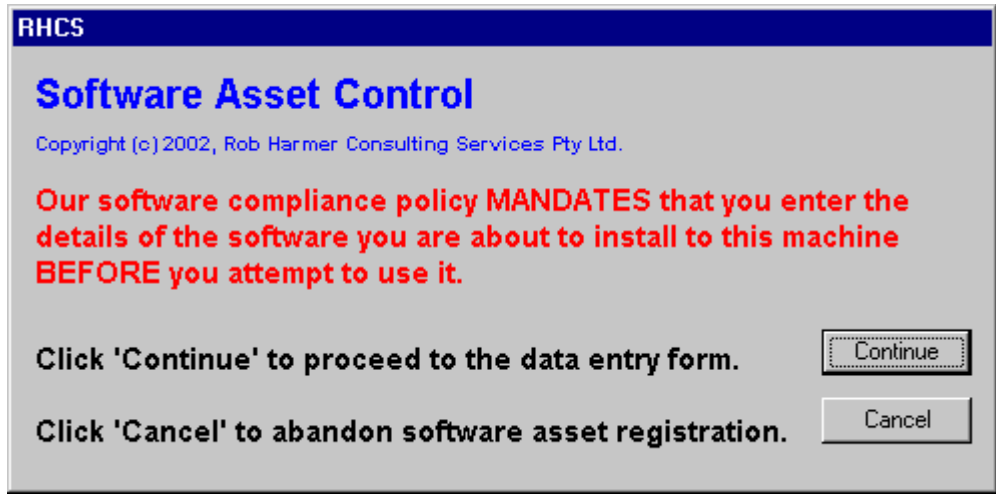 RHCS
Software Asset Control
Copyright (c) 2002, Rob Harmer Consulting Services Pty Ltd.
Our software compliance policy MANDATES that you enter the
details of the software you are about to install to this machine
BEFORE you attempt to use it.
Click 'Continue' to proceed to the data entry form.
Continue
Click 'Cancel' to abandon software asset registration.
Cancel